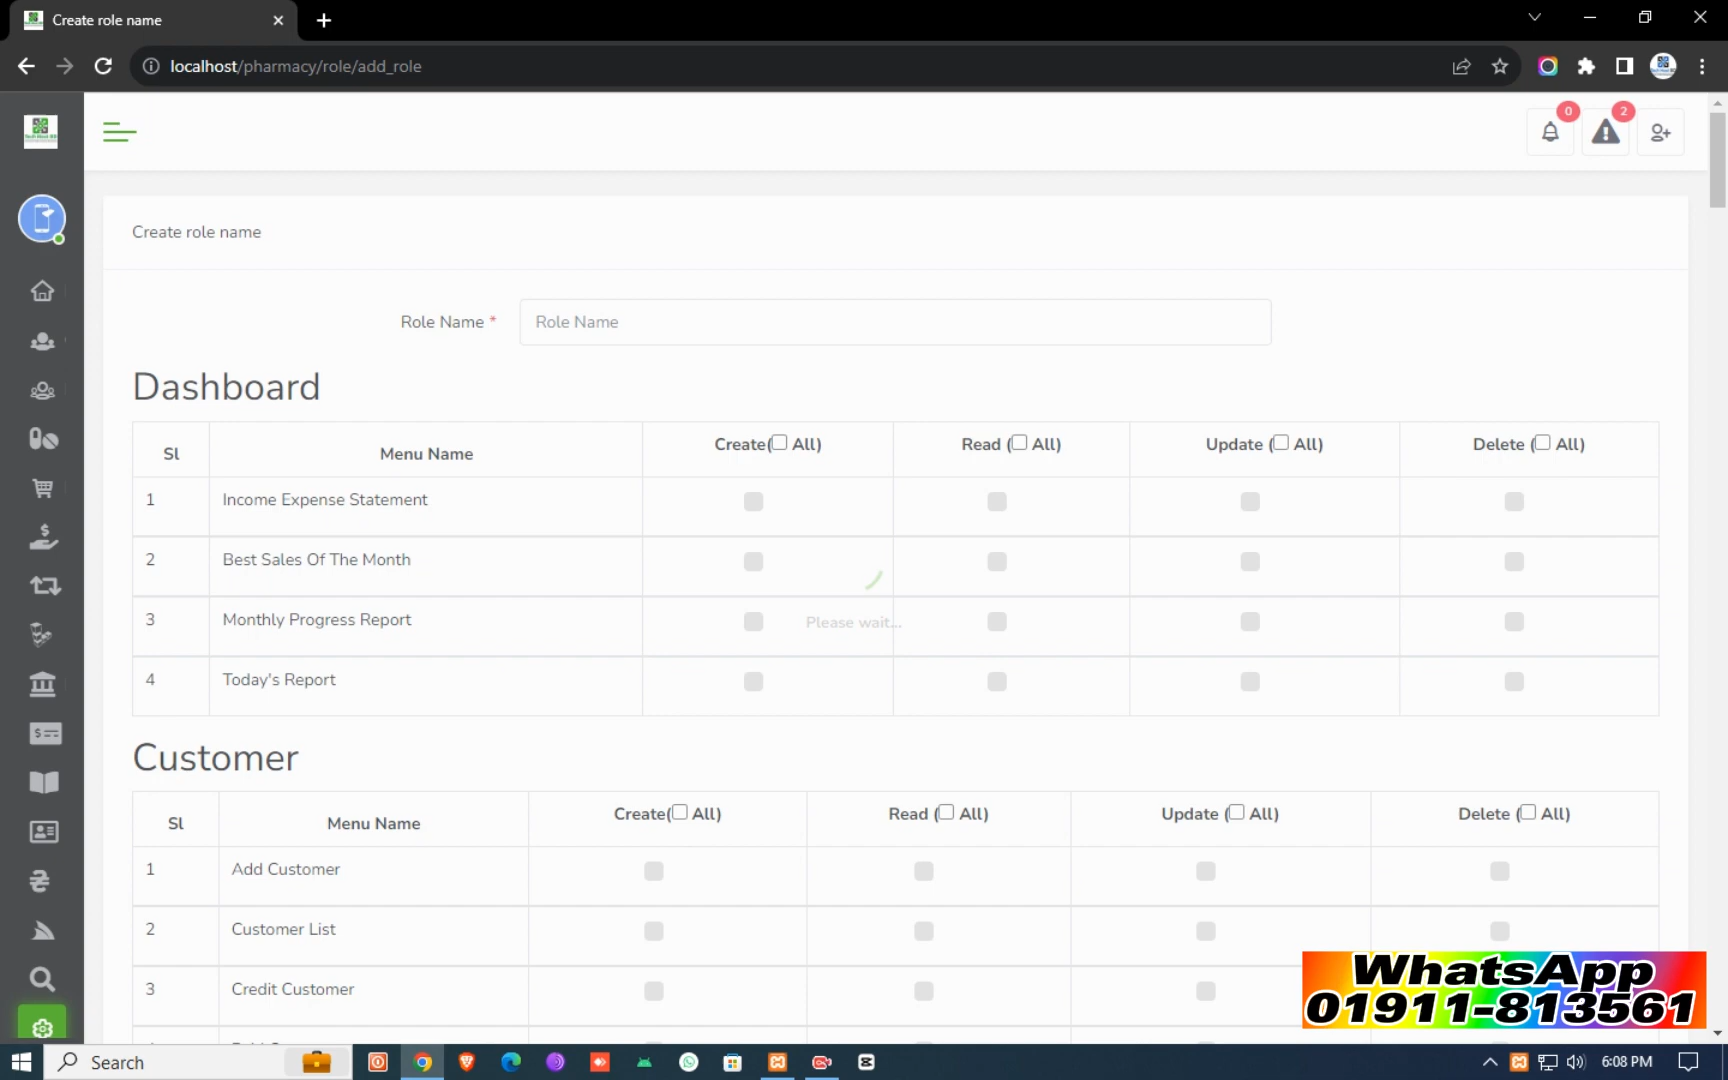 Create role name
localhost/pharmacy/role/add_role
0
2
Create role name
Role Name *
Role Name
Dashboard
Sl Menu Name Create( All) Read ( All) Update ( All) Delete ( All)
1 Income Expense Statement
2 Best Sales Of The Month
3 Monthly Progress Report
Please wait...
4 Today's Report
Customer
Sl Menu Name Create( All) Read ( All) Update ( All) Delete ( All)
1 Add Customer
2 Customer List
3 Credit Customer
WhatsApp
01911-813561
Search
6:08 PM